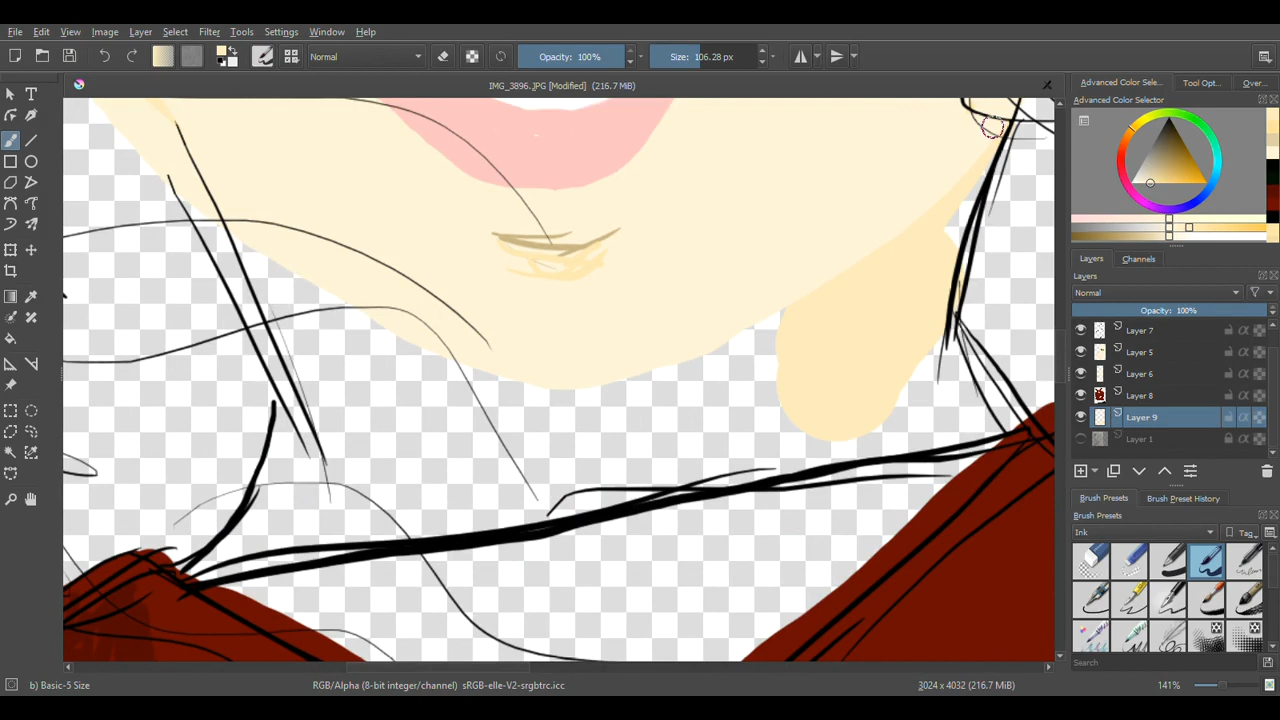 File Edit View Image Layer Select Filter Tools Settings Window Help
Normal Opacity: 100% Size: 106.28 px
IMG_3896.JPG [Modified] (216.7 MiB)
Advanced Color Sele... Tool Opt... Over...
Advanced Color Selector
Layers Channels
Layers
Normal
Opacity: 100%
Layer 7
Layer 5
Layer 6
Layer 8
Layer 9
Layer 1
Brush Presets Brush Preset History
Brush Presets
Ink Tag
Search
b) Basic-5 Size RGB/Alpha (8-bit integer/channel) sRGB-elle-V2-srgbtrc.icc 3024 x 4032 (216.7 MiB) 141%